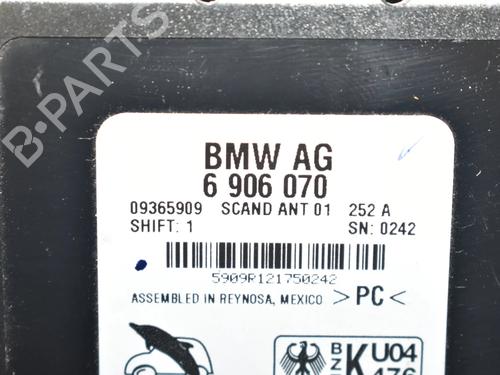 B-PARTS
BMW AG
6 906 070
09365909 SCAND ANT 01 252 A
SHIFT: 1 SN: 0242
5909R121750242
ASSEMBLED IN REYNOSA, MEXICO >PC<
B K U04
Z 476